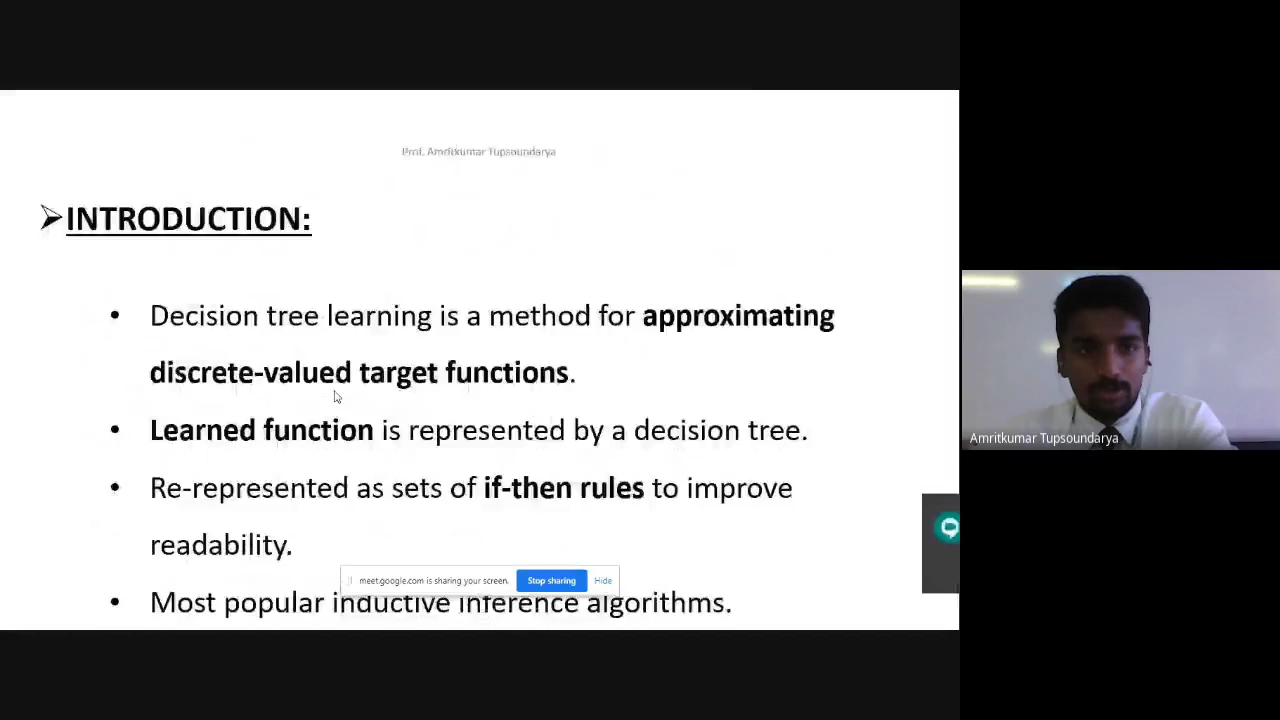 Prof. Amritkumar Tupsoundarya
➢INTRODUCTION:
• Decision tree learning is a method for approximating
discrete-valued target functions.
• Learned function is represented by a decision tree.
• Re-represented as sets of if-then rules to improve
readability.
meet.google.com is sharing your screen. Stop sharing Hide
• Most popular inductive inference algorithms.
Amritkumar Tupsoundarya